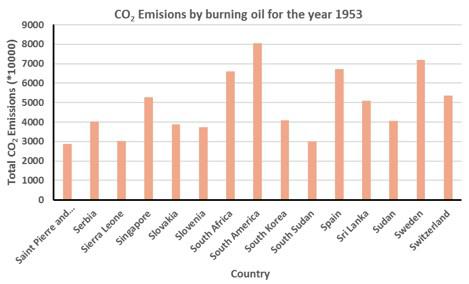 CO2 Emisions by burning oil for the year 1953
Total CO2 Emissions (*10000)
9000
8000
7000
6000
5000
4000
3000
2000
1000
0
Saint Pierre and...
Serbia
Sierra Leone
Singapore
Slovakia
Slovenia
South Africa
South America
South Korea
South Sudan
Spain
Sri Lanka
Sudan
Sweden
Switzerland
Country